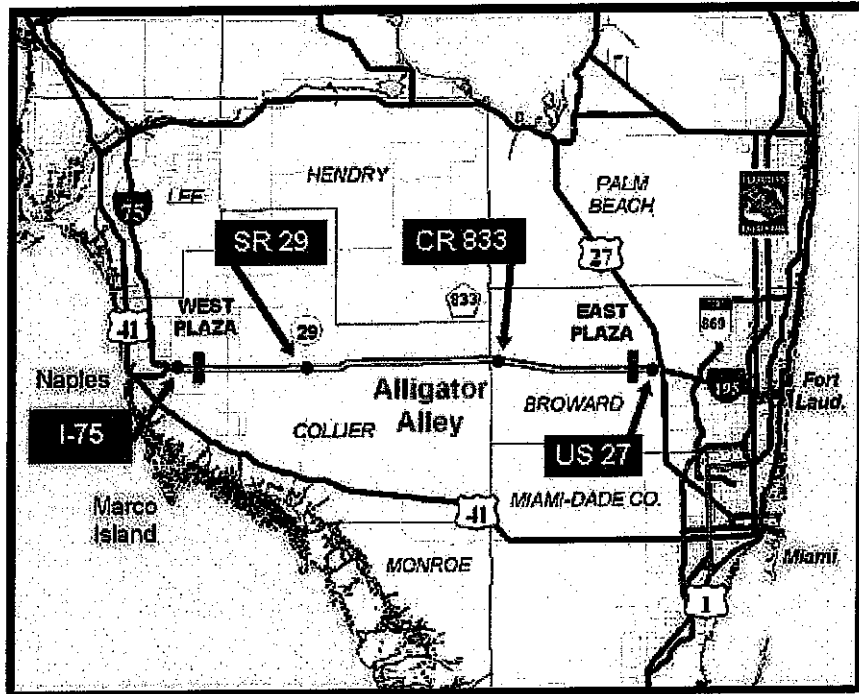 HENDRY
LEE
75
PALM
BEACH
SR 29
CR 833
27
833
WEST
PLAZA
29
EAST
PLAZA
869
41
Naples
Alligator
Alley
BROWARD
Fort
Laud.
I-75
COLLIER
US 27
Marco
Island
41
MIAMI-DADE CO.
MONROE
Miami
1